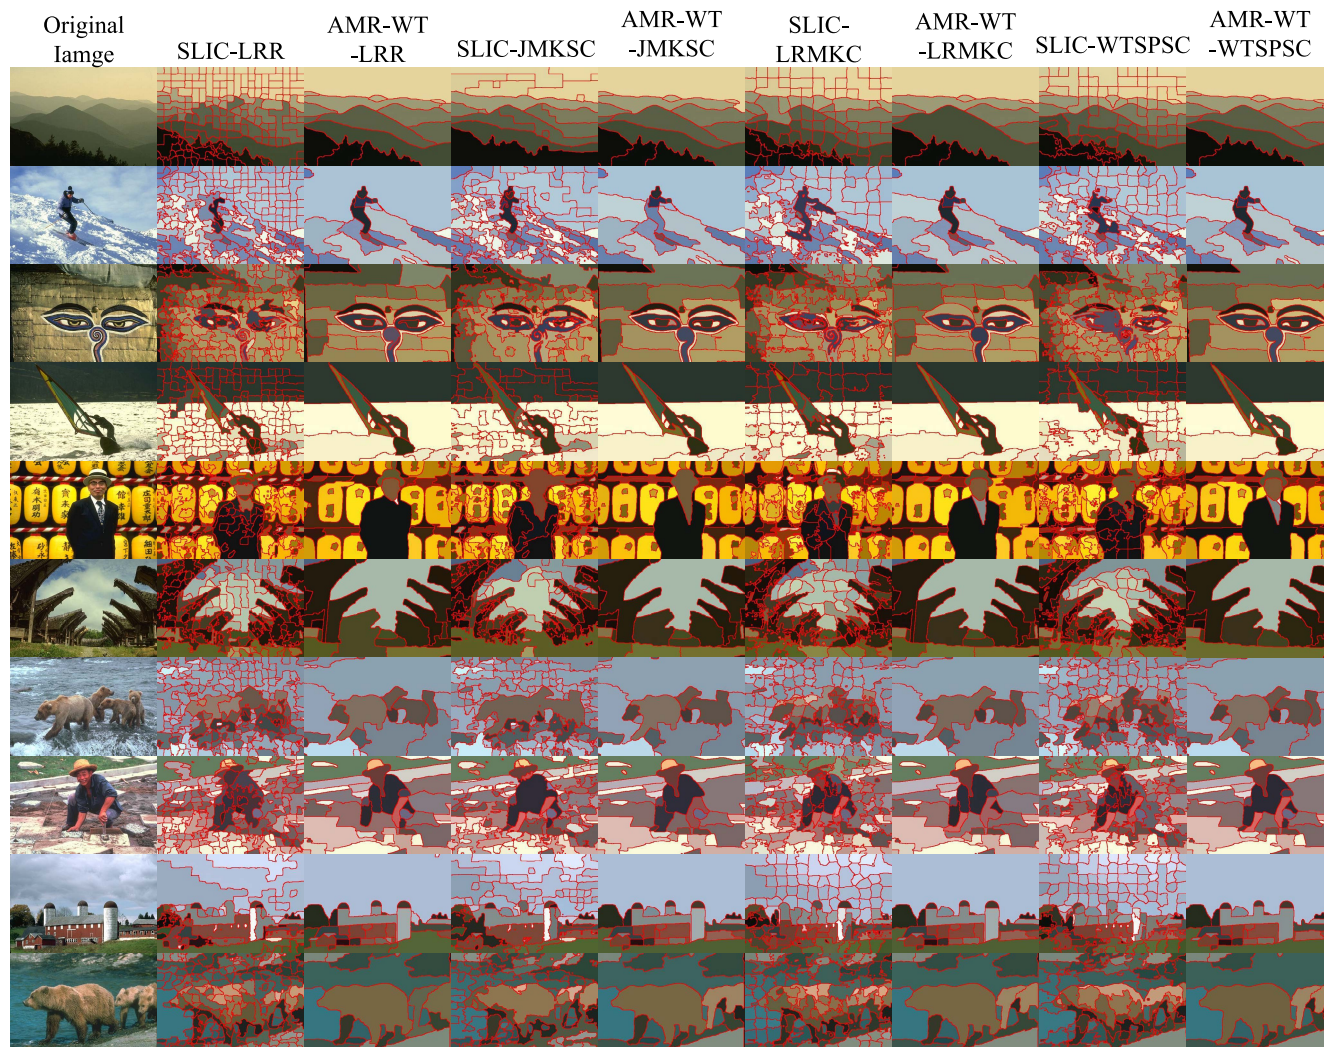 Original
Iamge
SLIC-LRR
AMR-WT
-LRR
SLIC-JMKSC
AMR-WT
-JMKSC
SLIC-
LRMKC
AMR-WT
-LRMKC
SLIC-WTSPSC
AMR-WT
-WTSPSC